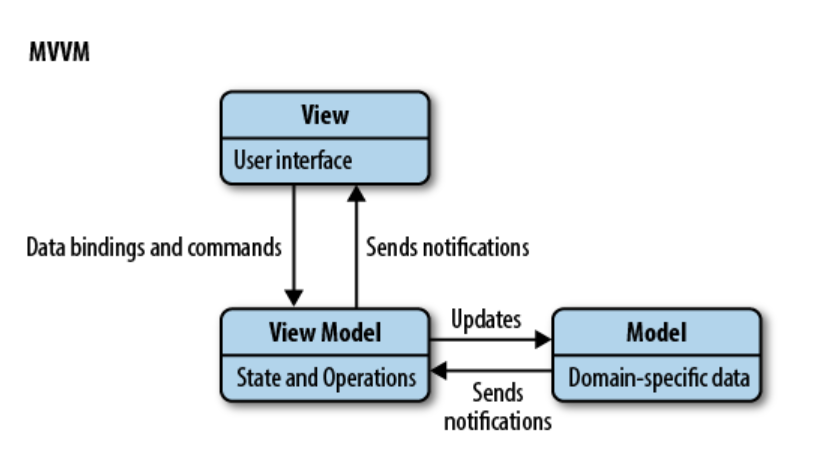 MVVM
View
User interface
Data bindings and commands
Sends notifications
View Model
State and Operations
Updates
Sends
notifications
Model
Domain-specific data